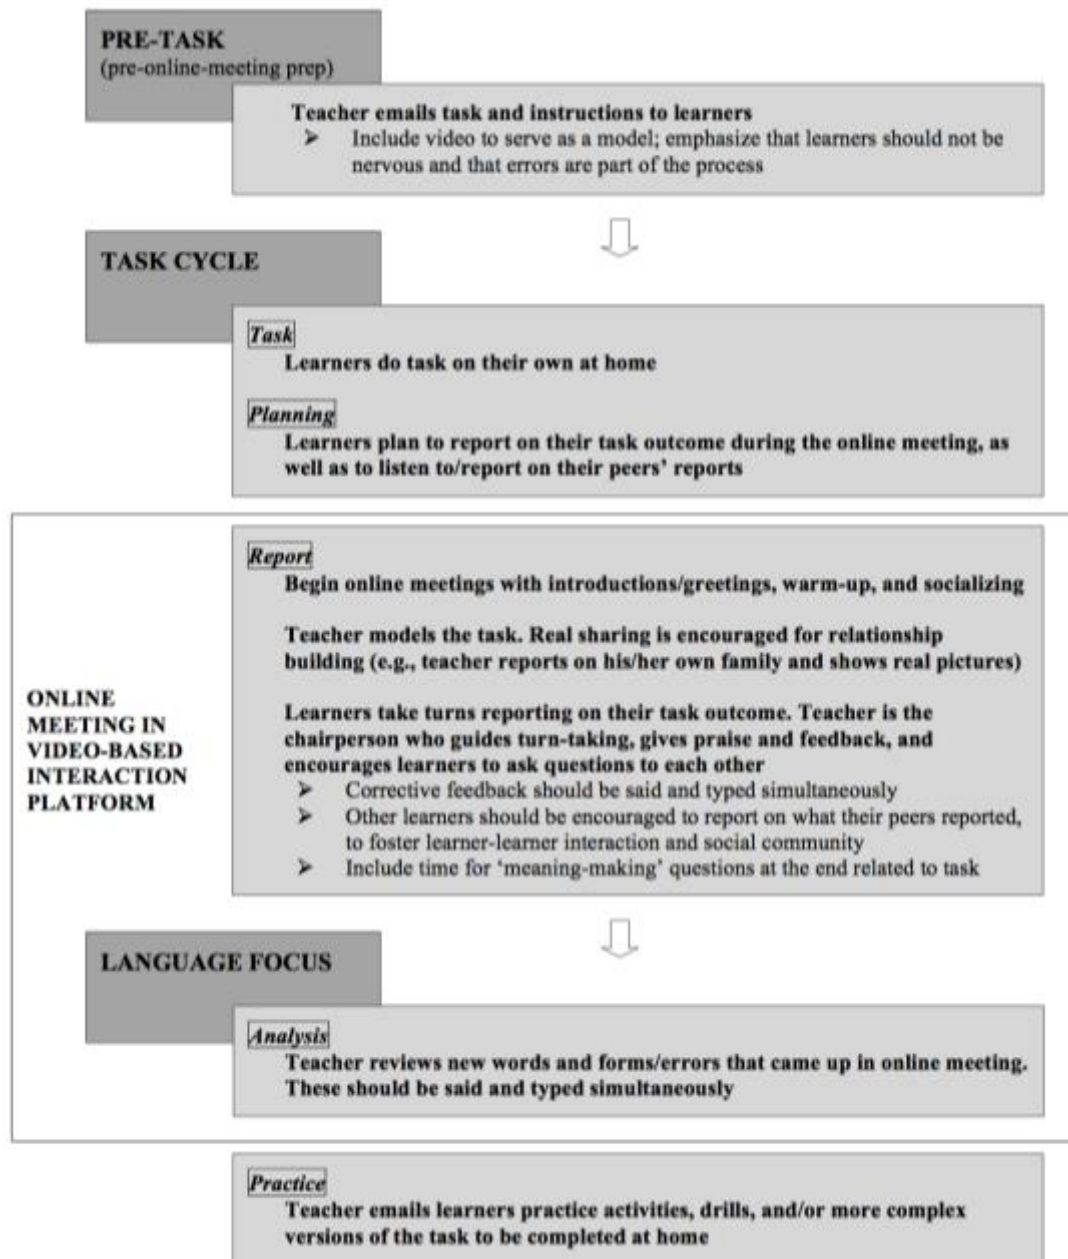 PRE-TASK
(pre-online-meeting prep)
Teacher emails task and instructions to learners
➢ Include video to serve as a model; emphasize that learners should not be
nervous and that errors are part of the process
TASK CYCLE
Task
Learners do task on their own at home
Planning
Learners plan to report on their task outcome during the online meeting, as
well as to listen to/report on their peers’ reports
ONLINE
MEETING IN
VIDEO-BASED
INTERACTION
PLATFORM
Report
Begin online meetings with introductions/greetings, warm-up, and socializing
Teacher models the task. Real sharing is encouraged for relationship
building (e.g., teacher reports on his/her own family and shows real pictures)
Learners take turns reporting on their task outcome. Teacher is the
chairperson who guides turn-taking, gives praise and feedback, and
encourages learners to ask questions to each other
➢ Corrective feedback should be said and typed simultaneously
➢ Other learners should be encouraged to report on what their peers reported,
to foster learner-learner interaction and social community
➢ Include time for ‘meaning-making’ questions at the end related to task
LANGUAGE FOCUS
Analysis
Teacher reviews new words and forms/errors that came up in online meeting.
These should be said and typed simultaneously
Practice
Teacher emails learners practice activities, drills, and/or more complex
versions of the task to be completed at home